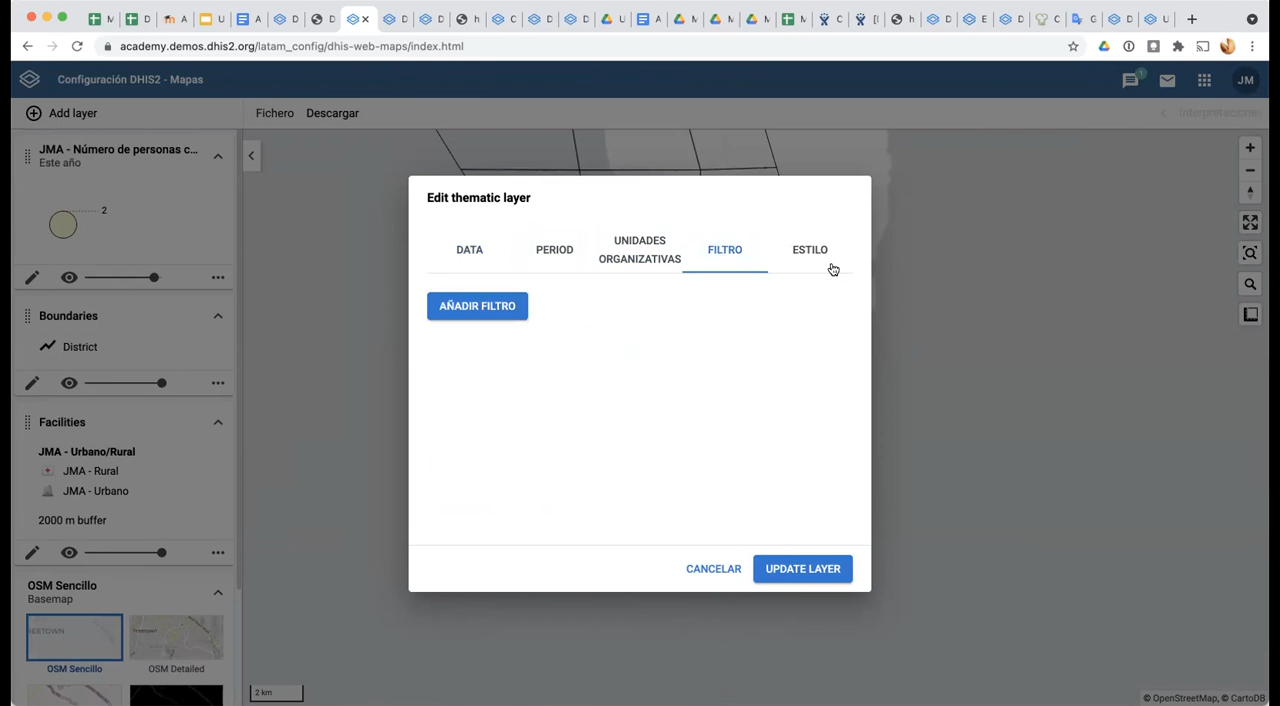 M
D
A
U
A
D
D
D
D
h
C
D
D
U
A
M
M
M
M
C
[
h
D
E
D
C
G
D
U
academy.demos.dhis2.org/latam_config/dhis-web-maps/index.html
Configuración DHIS2 - Mapas
1
JM
Add layer
Fichero
Descargar
Interpretaciones
JMA - Número de personas c...
Este año
2
Boundaries
District
Facilities
JMA - Urbano/Rural
JMA - Rural
JMA - Urbano
2000 m buffer
OSM Sencillo
Basemap
OSM Sencillo
OSM Detailed
Edit thematic layer
DATA
PERIOD
UNIDADES
ORGANIZATIVAS
FILTRO
ESTILO
AÑADIR FILTRO
CANCELAR
UPDATE LAYER
2 km
© OpenStreetMap, © CartoDB